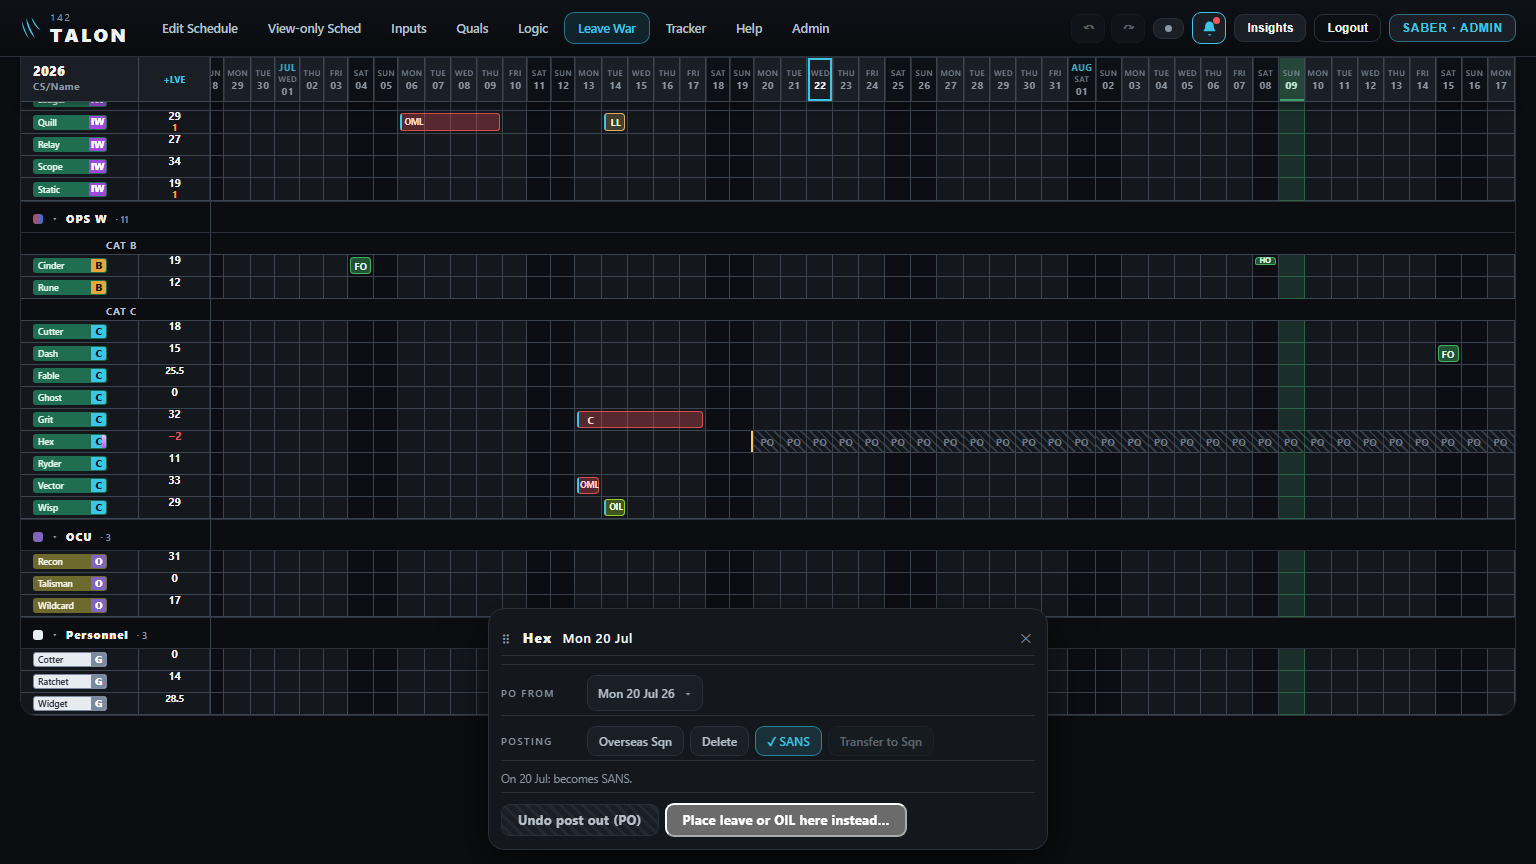 142
TALON
Edit Schedule
View-only Sched
Inputs
Quals
Logic
Leave War
Tracker
Help
Admin
Insights
Logout
SABER · ADMIN
2026
CS/Name
+LVE
UN 8
MON 29
TUE 30
JUL WED 01
THU 02
FRI 03
SAT 04
SUN 05
MON 06
TUE 07
WED 08
THU 09
FRI 10
SAT 11
SUN 12
MON 13
TUE 14
WED 15
THU 16
FRI 17
SAT 18
SUN 19
MON 20
TUE 21
WED 22
THU 23
FRI 24
SAT 25
SUN 26
MON 27
TUE 28
WED 29
THU 30
FRI 31
AUG SAT 01
SUN 02
MON 03
TUE 04
WED 05
THU 06
FRI 07
SAT 08
SUN 09
MON 10
TUE 11
WED 12
THU 13
FRI 14
SAT 15
SUN 16
MON 17
Quill IW 29 1 OML LL
Relay IW 27
Scope IW 34
Static IW 19 1
OPS W · 11
CAT B
Cinder B 19 FO HO
Rune B 12
CAT C
Cutter C 18
Dash C 15 FO
Fable C 25.5
Ghost C 0
Grit C 32 C
Hex C -2 PO PO PO PO PO PO PO PO PO PO PO PO PO PO PO PO PO PO PO PO PO PO PO PO PO PO PO PO PO
Ryder C 11
Vector C 33 OML
Wisp C 29 OIL
OCU · 3
Recon O 31
Talisman O 0
Wildcard O 17
Personnel · 3
Cotter G 0
Ratchet G 14
Widget G 28.5
Hex Mon 20 Jul
PO FROM Mon 20 Jul 26
POSTING Overseas Sqn Delete ✓ SANS Transfer to Sqn
On 20 Jul: becomes SANS.
Undo post out (PO) Place leave or OIL here instead...